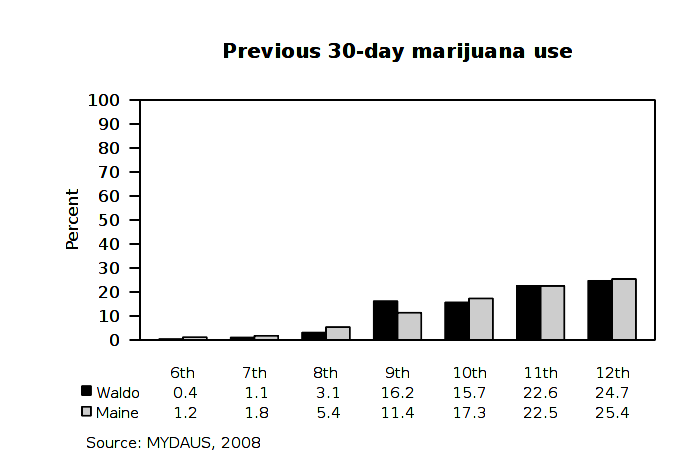 Previous 30-day marijuana use
100
90
80
70
60
50
40
30
20
10
0
Percent
6th 7th 8th 9th 10th 11th 12th
Waldo 0.4 1.1 3.1 16.2 15.7 22.6 24.7
Maine 1.2 1.8 5.4 11.4 17.3 22.5 25.4
Source: MYDAUS, 2008